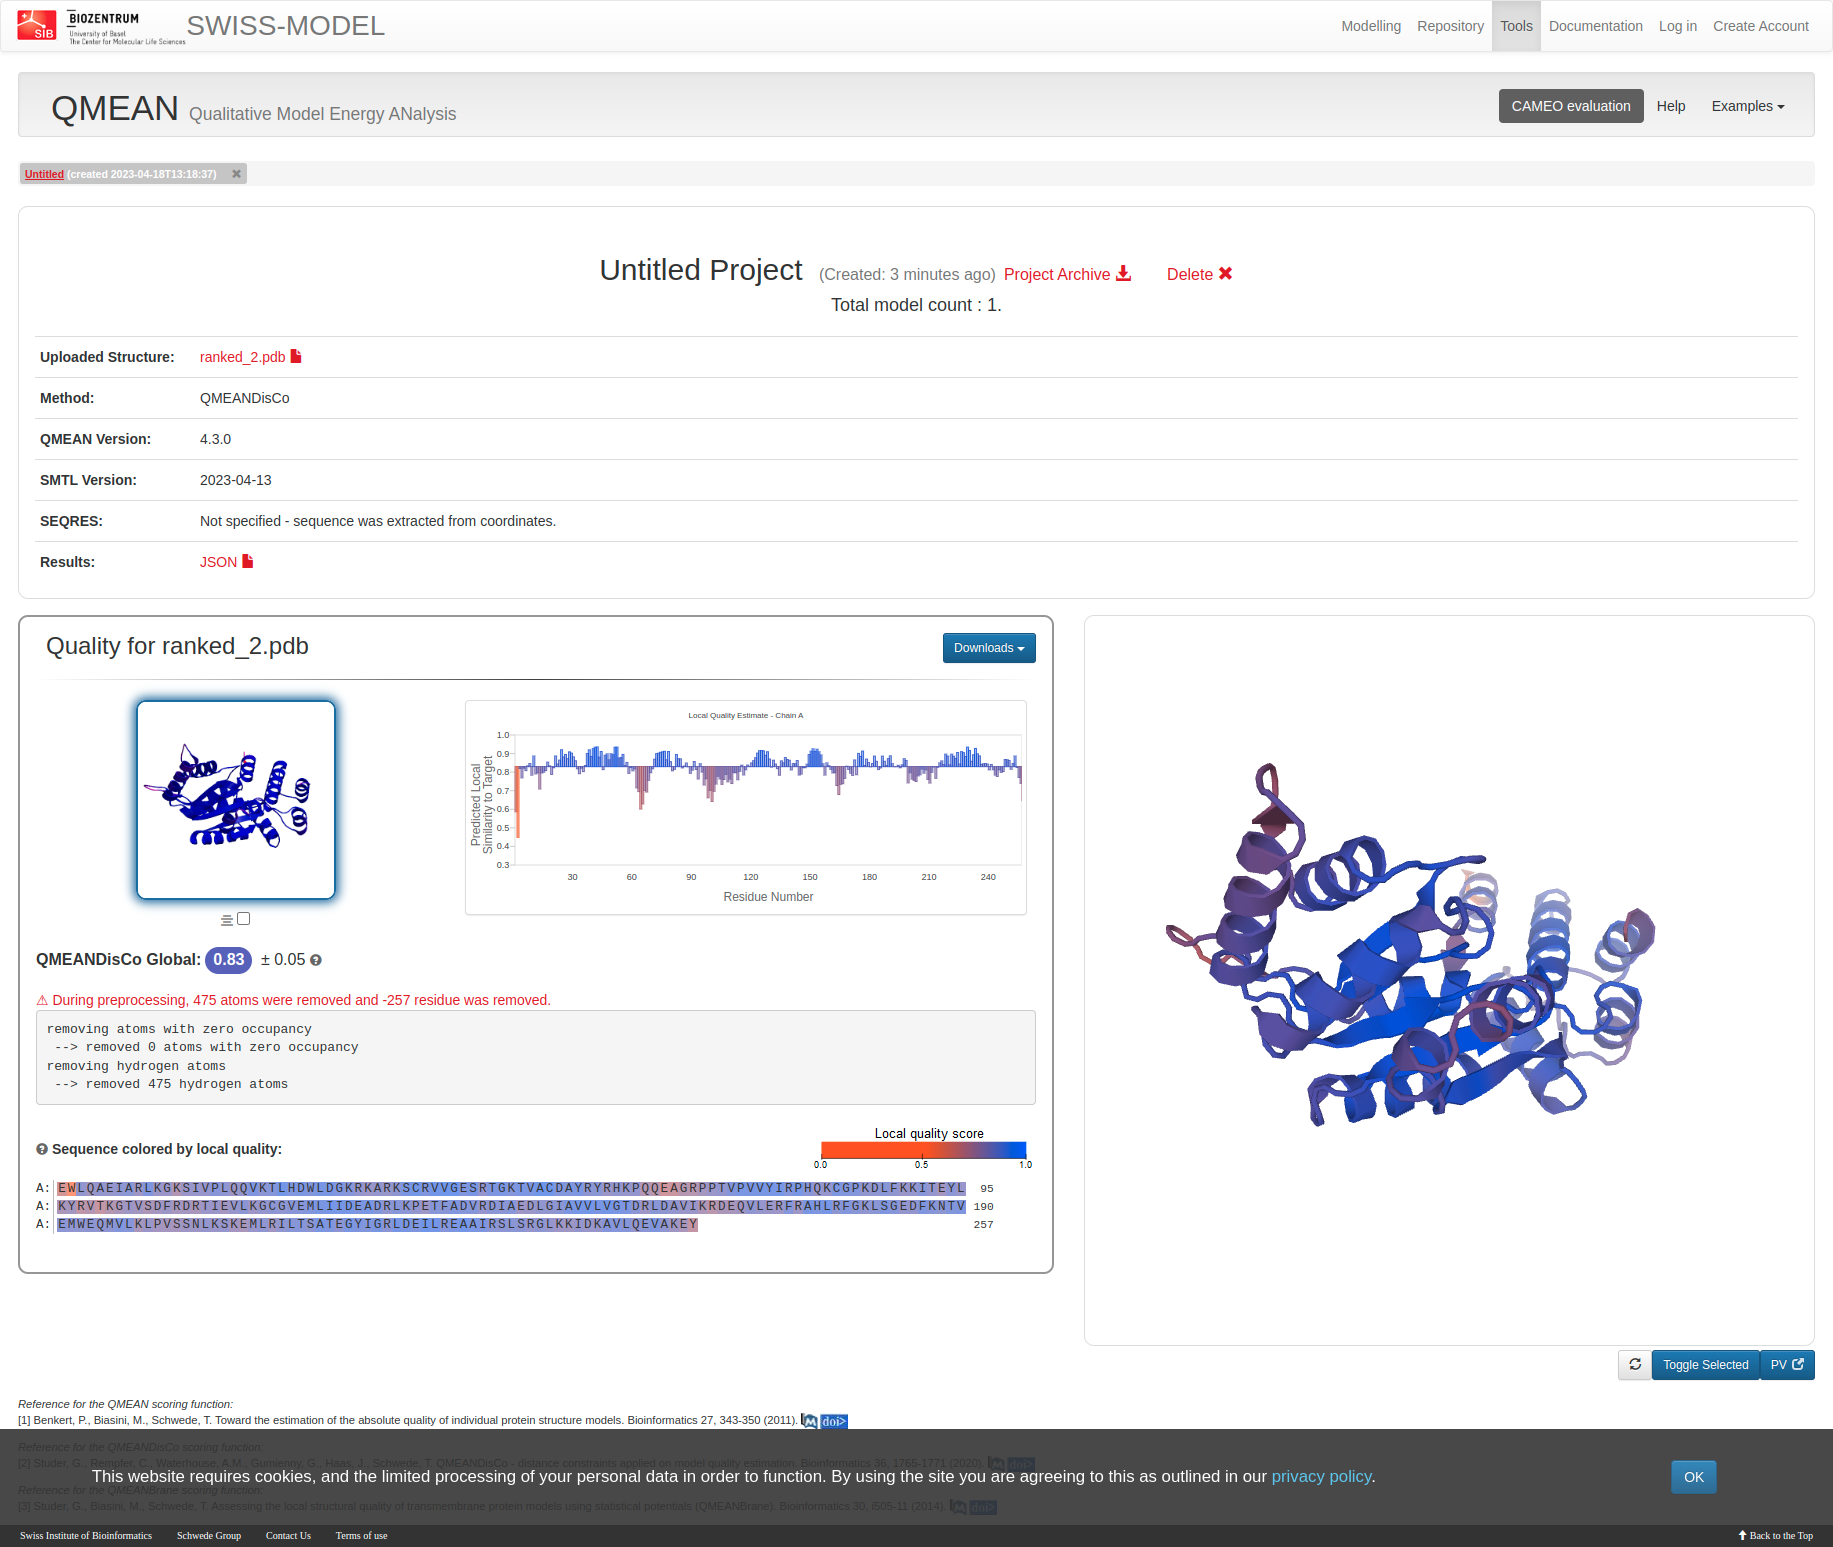 SIB
BIOZENTRUM
University of Basel
The Center for Molecular Life Sciences
SWISS-MODEL
Modelling
Repository
Tools
Documentation
Log in
Create Account
QMEAN Qualitative Model Energy ANalysis
CAMEO evaluation
Help
Examples
Untitled (created 2023-04-18T13:18:37)
Untitled Project (Created: 3 minutes ago) Project Archive Delete
Total model count : 1.
Uploaded Structure: ranked_2.pdb
Method: QMEANDisCo
QMEAN Version: 4.3.0
SMTL Version: 2023-04-13
SEQRES: Not specified - sequence was extracted from coordinates.
Results: JSON
Quality for ranked_2.pdb
Downloads
Local Quality Estimate - Chain A
Predicted Local
Similarity to Target
1.0
0.9
0.8
0.7
0.6
0.5
0.4
0.3
30 60 90 120 150 180 210 240
Residue Number
QMEANDisCo Global: 0.83 ± 0.05
During preprocessing, 475 atoms were removed and -257 residue was removed.
removing atoms with zero occupancy
--> removed 0 atoms with zero occupancy
removing hydrogen atoms
--> removed 475 hydrogen atoms
Local quality score
0.0 0.5 1.0
Sequence colored by local quality:
A: EWLQAEIARLKGKSIVPLQQVKTLHDWLDGKRKARKSCRVVGESRTGKTVACDAYRYRHKPQQEAGRPPTVPVVYIRPHQKCGPKDLFKKITEYL 95
A: KYRVTKGTVSDFRDRTIEVLKGCGVEMLIIDEADRLKPETFADVRDIAEDLGIAVVLVGTDRLDAVIKRDEQVLERFRAHLRFGKLSGEDFKNTV 190
A: EMWEQMVLKLPVSSNLKSKEMLRILTSATEGYIGRLDEILREAAIRSLSRGLKKIDKAVLQEVAKEY 257
Toggle Selected
PV
Reference for the QMEAN scoring function:
[1] Benkert, P., Biasini, M., Schwede, T. Toward the estimation of the absolute quality of individual protein structure models. Bioinformatics 27, 343-350 (2011). M doi>
Reference for the QMEANDisCo scoring function:
[2] Studer, G., Rempfer, C., Waterhouse, A.M., Gumienny, G., Haas, J., Schwede, T. QMEANDisCo - distance constraints applied on model quality estimation. Bioinformatics 36, 1765-1771 (2020). M doi>
This website requires cookies, and the limited processing of your personal data in order to function. By using the site you are agreeing to this as outlined in our privacy policy.
OK
Reference for the QMEANBrane scoring function:
[3] Studer, G., Biasini, M., Schwede, T. Assessing the local structural quality of transmembrane protein models using statistical potentials (QMEANBrane). Bioinformatics 30, i505-11 (2014). M doi>
Swiss Institute of Bioinformatics
Schwede Group
Contact Us
Terms of use
Back to the Top